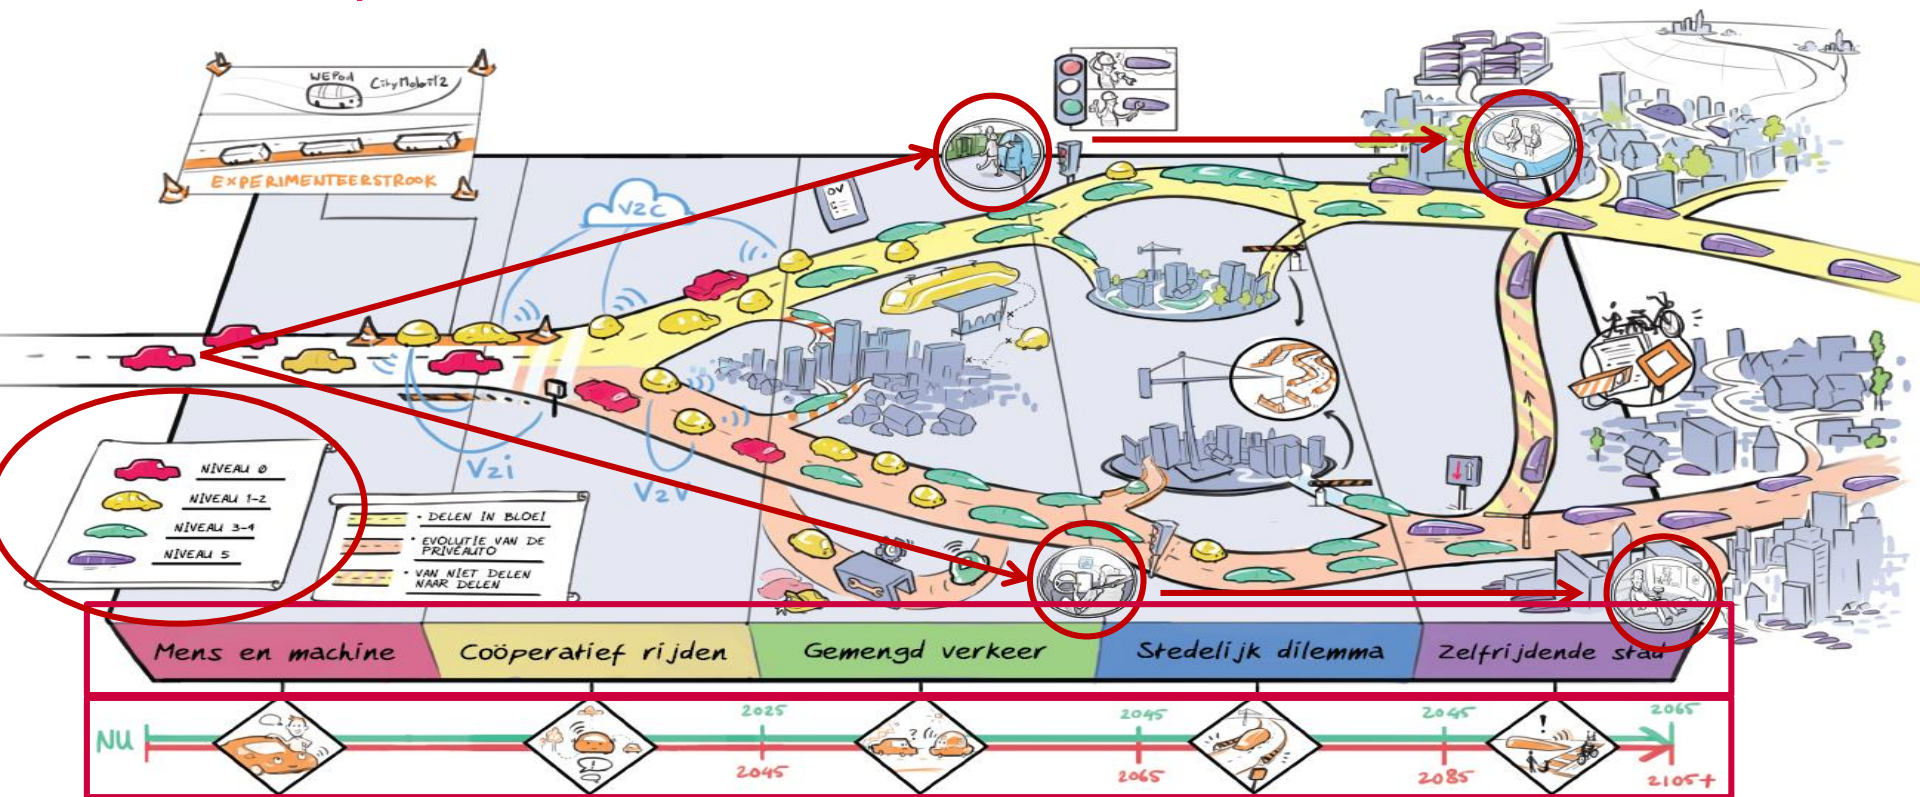 WEPod
CityMobil2
EXPERIMENTEERSTROOK
V2C
OV
V2i
V2V
NIVEAU 0
NIVEAU 1-2
NIVEAU 3-4
NIVEAU 5
• DELEN IN BLOEI
• EVOLUTIE VAN DE
PRIVÉAUTO
• VAN NIET DELEN
NAAR DELEN
Mens en machine
Coöperatief rijden
Gemengd verkeer
Stedelijk dilemma
Zelfrijdende stad
NU
2025
2045
2045
2065
2045
2065
2085
2105+